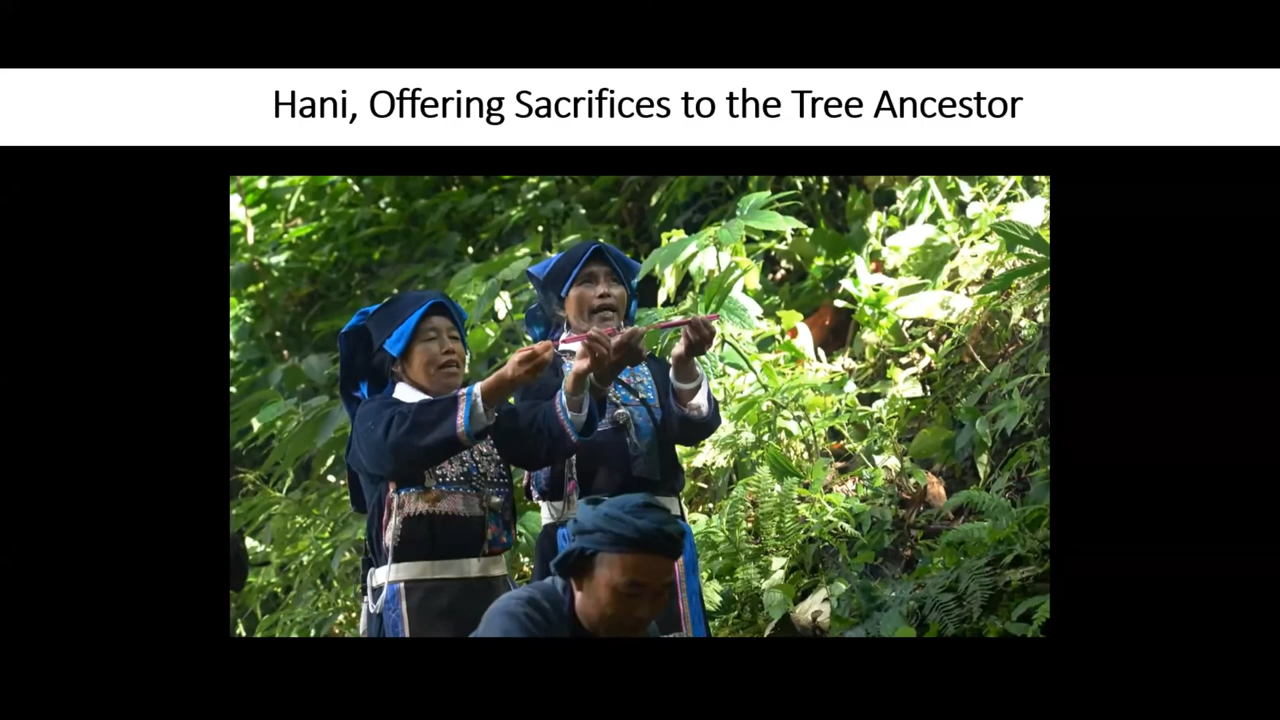 Hani, Offering Sacrifices to the Tree Ancestor